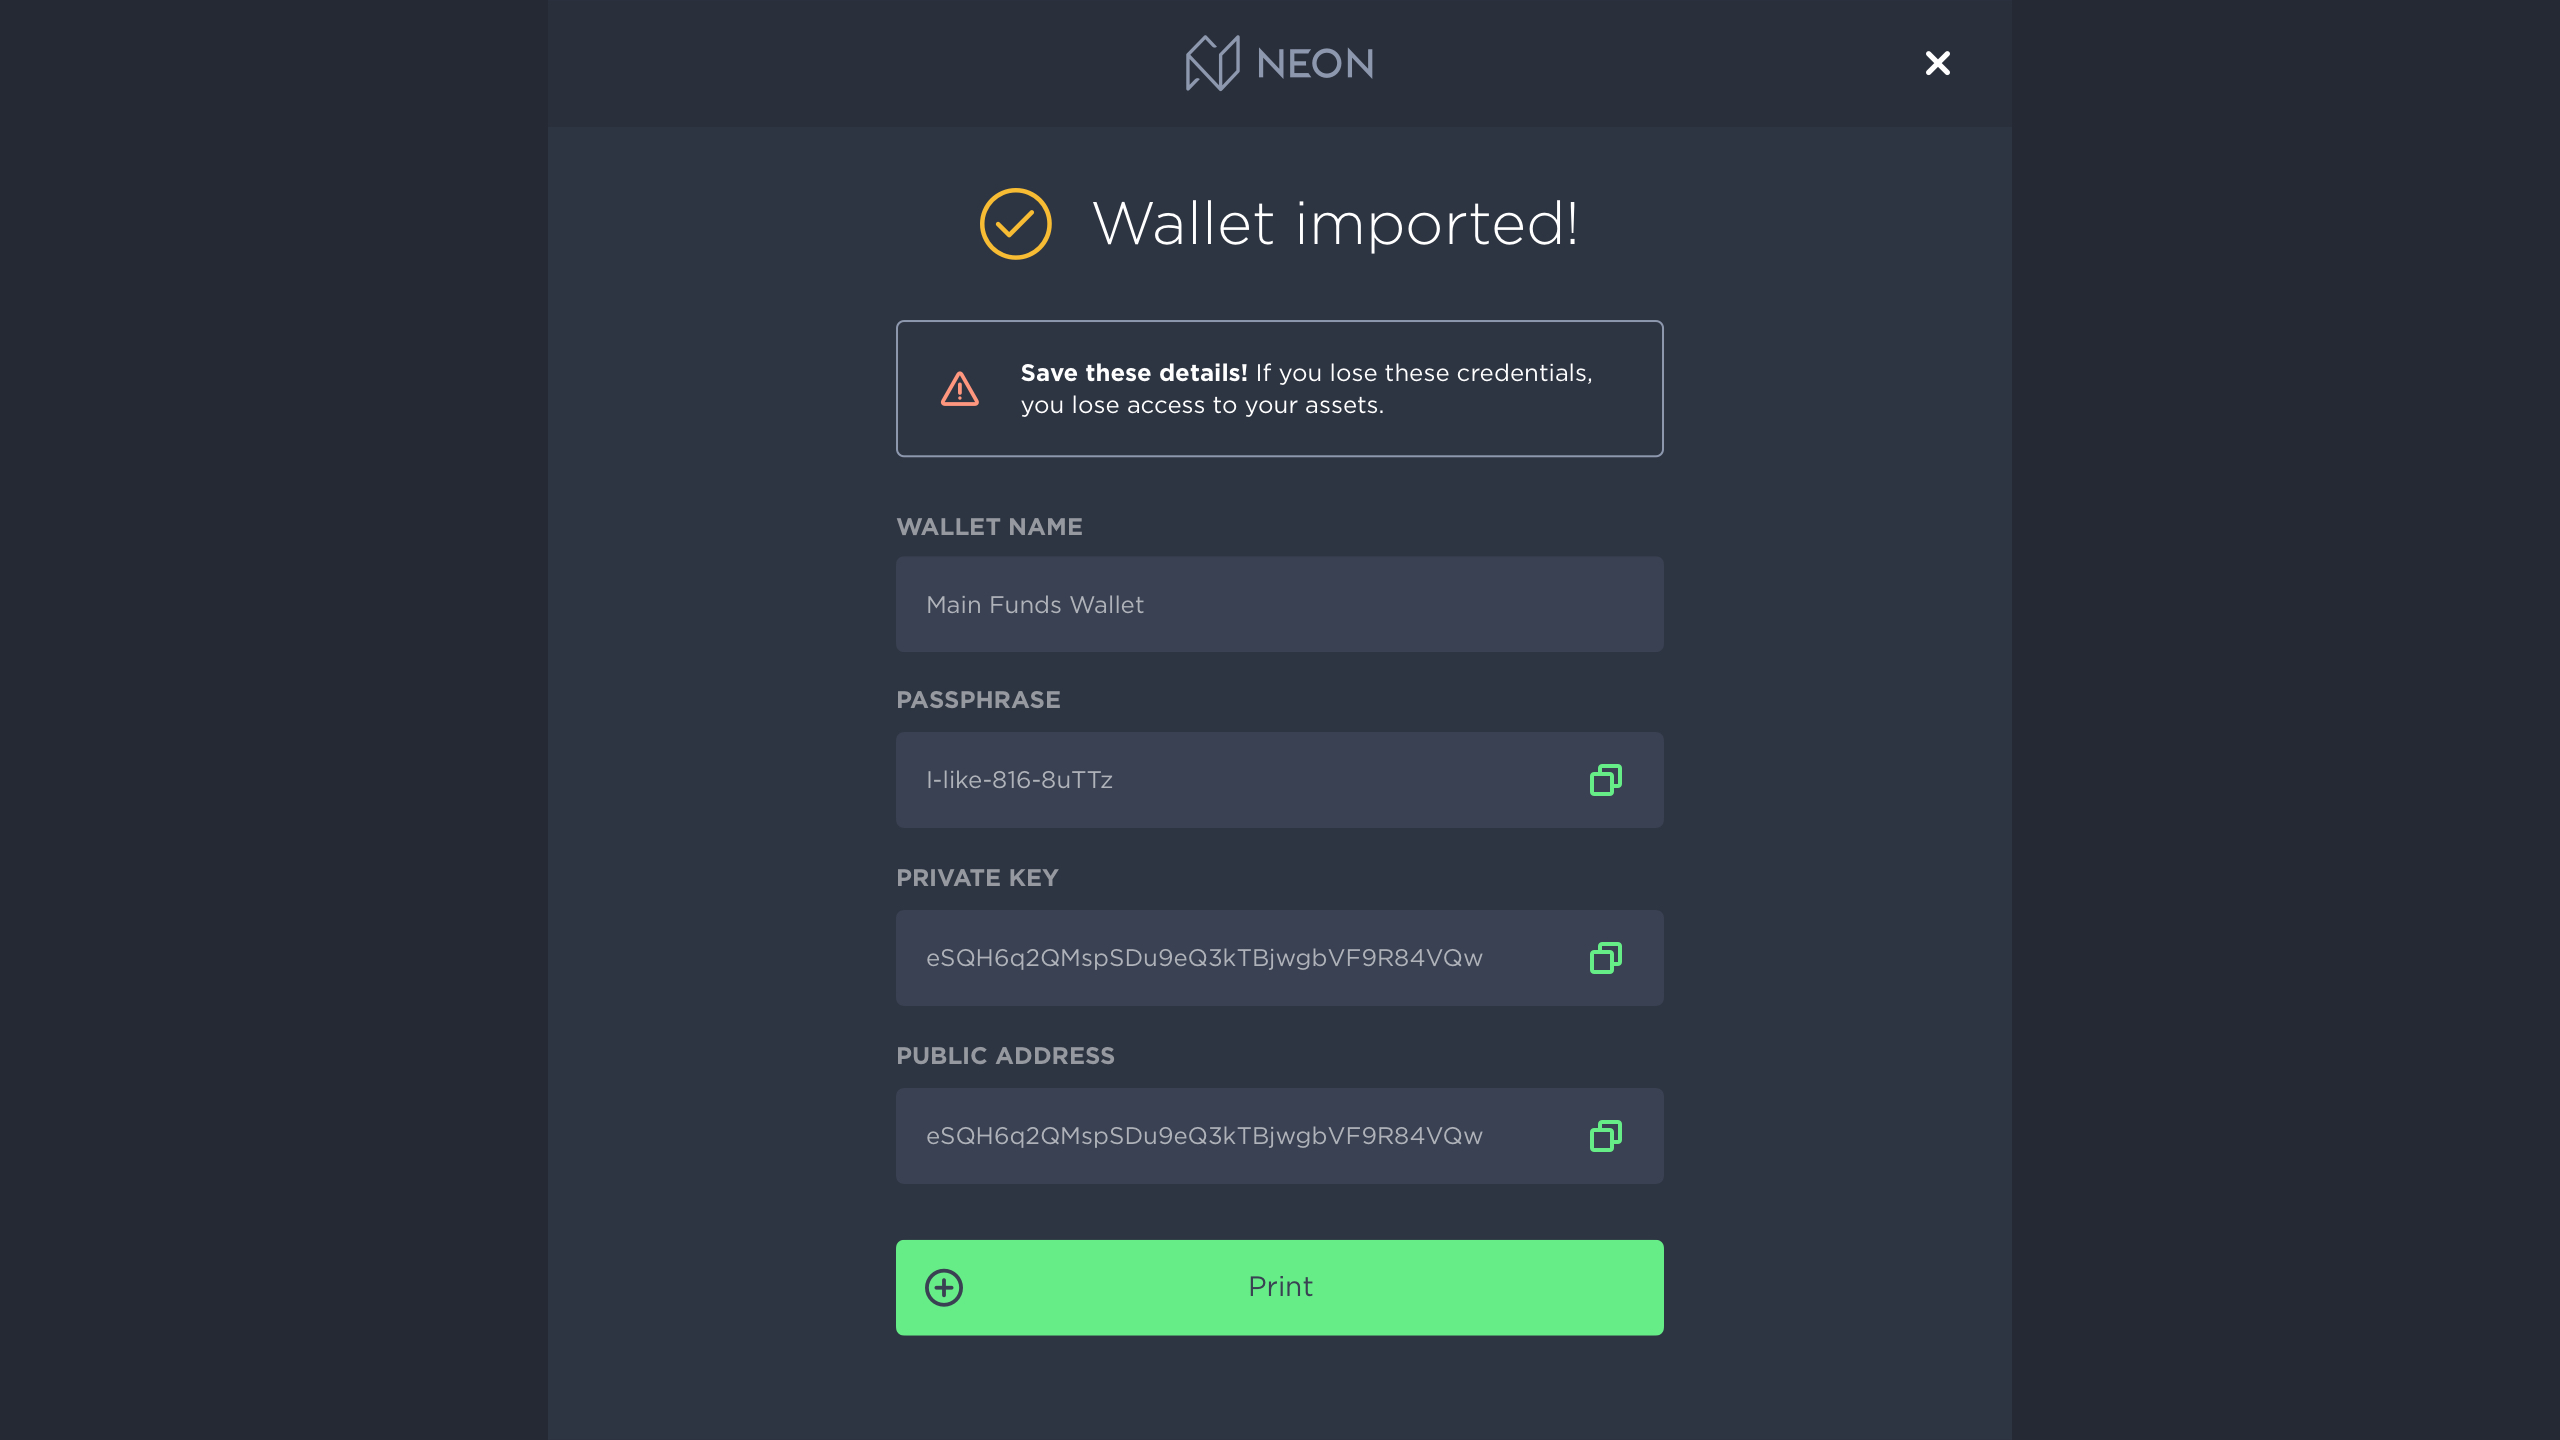 NEON
Wallet imported!
Save these details! If you lose these credentials,
you lose access to your assets.
WALLET NAME
Main Funds Wallet
PASSPHRASE
I-like-816-8uTTz
PRIVATE KEY
eSQH6q2QMspSDu9eQ3kTBjwgbVF9R84VQw
PUBLIC ADDRESS
eSQH6q2QMspSDu9eQ3kTBjwgbVF9R84VQw
Print